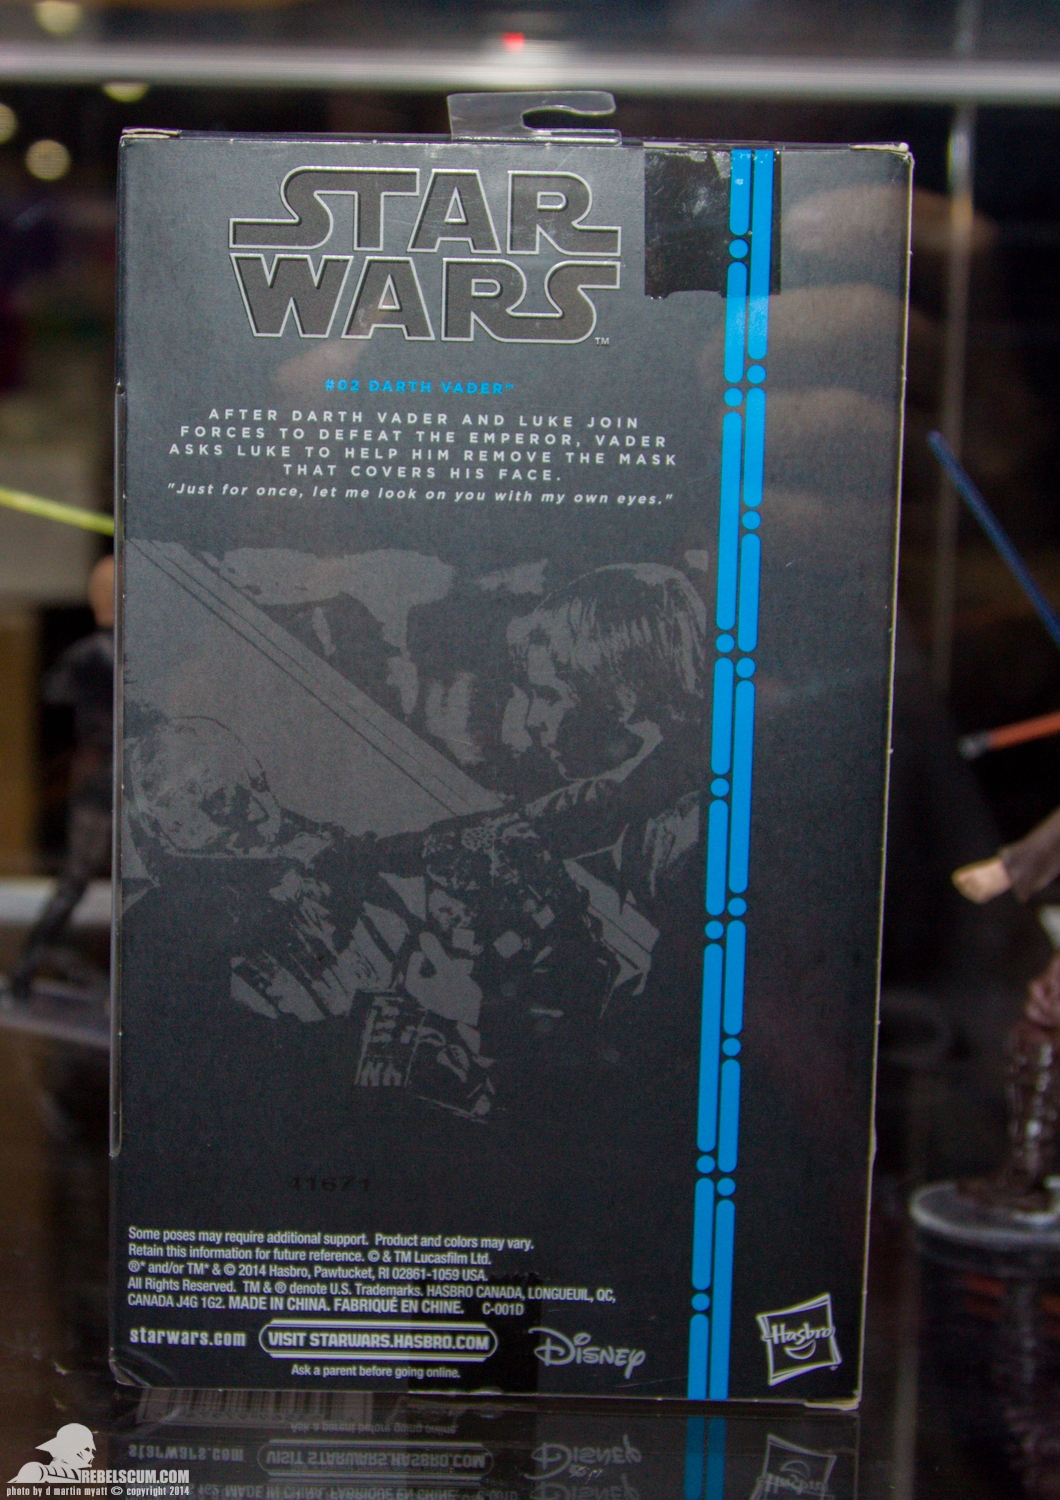 STAR
WARS
TM
#02 DARTH VADER™
AFTER DARTH VADER AND LUKE JOIN
FORCES TO DEFEAT THE EMPEROR, VADER
ASKS LUKE TO HELP HIM REMOVE THE MASK
THAT COVERS HIS FACE.
"Just for once, let me look on you with my own eyes."
11671
Some poses may require additional support. Product and colors may vary.
Retain this information for future reference. © & TM Lucasfilm Ltd.
®* and/or TM* & © 2014 Hasbro, Pawtucket, RI 02861-1059 USA.
All Rights Reserved. TM & ® denote U.S. Trademarks. HASBRO CANADA, LONGUEUIL, QC,
CANADA J4G 1G2. MADE IN CHINA. FABRIQUÉ EN CHINE. C-001D
starwars.com VISIT STARWARS.HASBRO.COM DISNEY Hasbro
Ask a parent before going online.
REBELSCUM.COM
photo by d martin myatt © copyright 2014